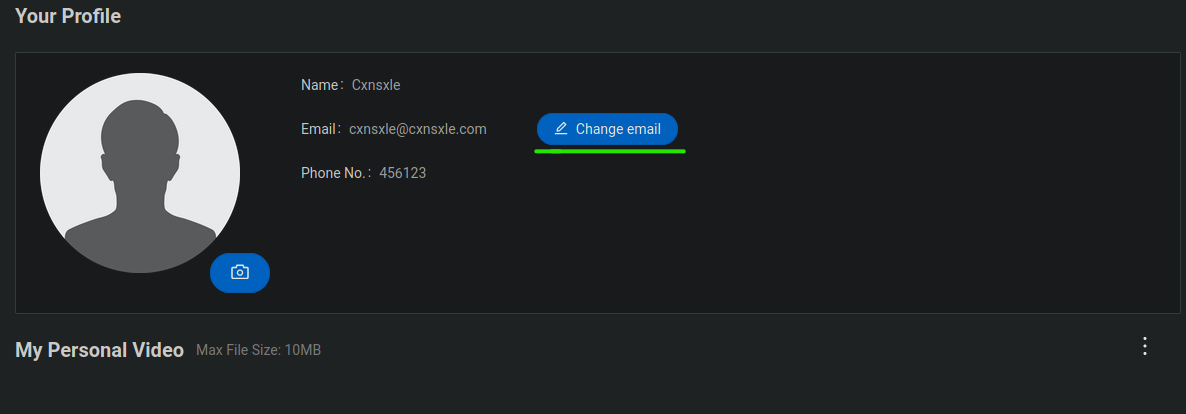 Your Profile
Name: Cxnsxle
Email: cxnsxle@cxnsxle.com
Change email
Phone No.: 456123
My Personal Video Max File Size: 10MB